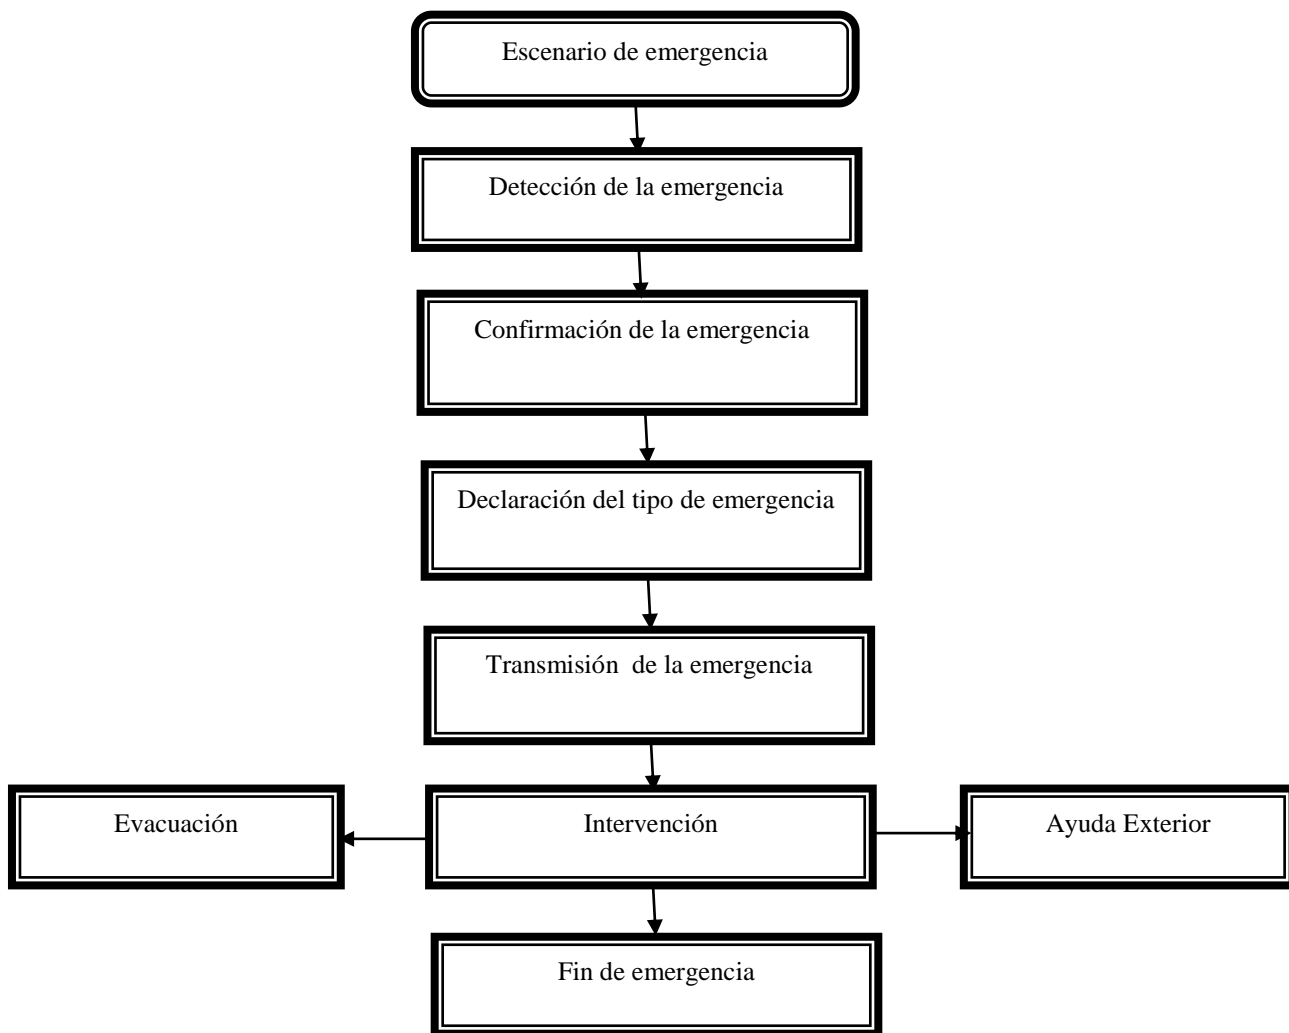 Escenario de emergencia
Detección de la emergencia
Confirmación de la emergencia
Declaración del tipo de emergencia
Transmisión  de la emergencia
Evacuación
Intervención
Ayuda Exterior
Fin de emergencia